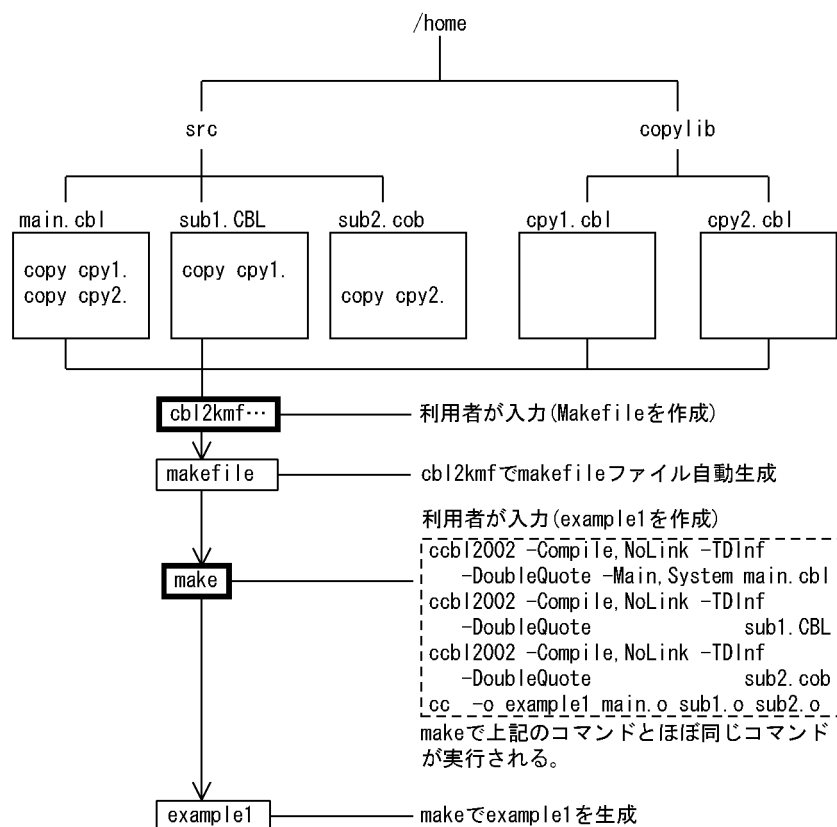 /home
src
copylib
main.cbl
sub1.CBL
sub2.cob
cpy1.cbl
cpy2.cbl
copy cpy1.
copy cpy2.
copy cpy1.
copy cpy2.
cbl2kmf…
利用者が入力(Makefileを作成)
makefile
cbl2kmfでmakefileファイル自動生成
利用者が入力(example1を作成)
make
ccbl2002 -Compile,NoLink -TDInf
-DoubleQuote -Main,System main.cbl
ccbl2002 -Compile,NoLink -TDInf
-DoubleQuote sub1.CBL
ccbl2002 -Compile,NoLink -TDInf
-DoubleQuote sub2.cob
cc -o example1 main.o sub1.o sub2.o
makeで上記のコマンドとほぼ同じコマンド
が実行される。
example1
makeでexample1を生成